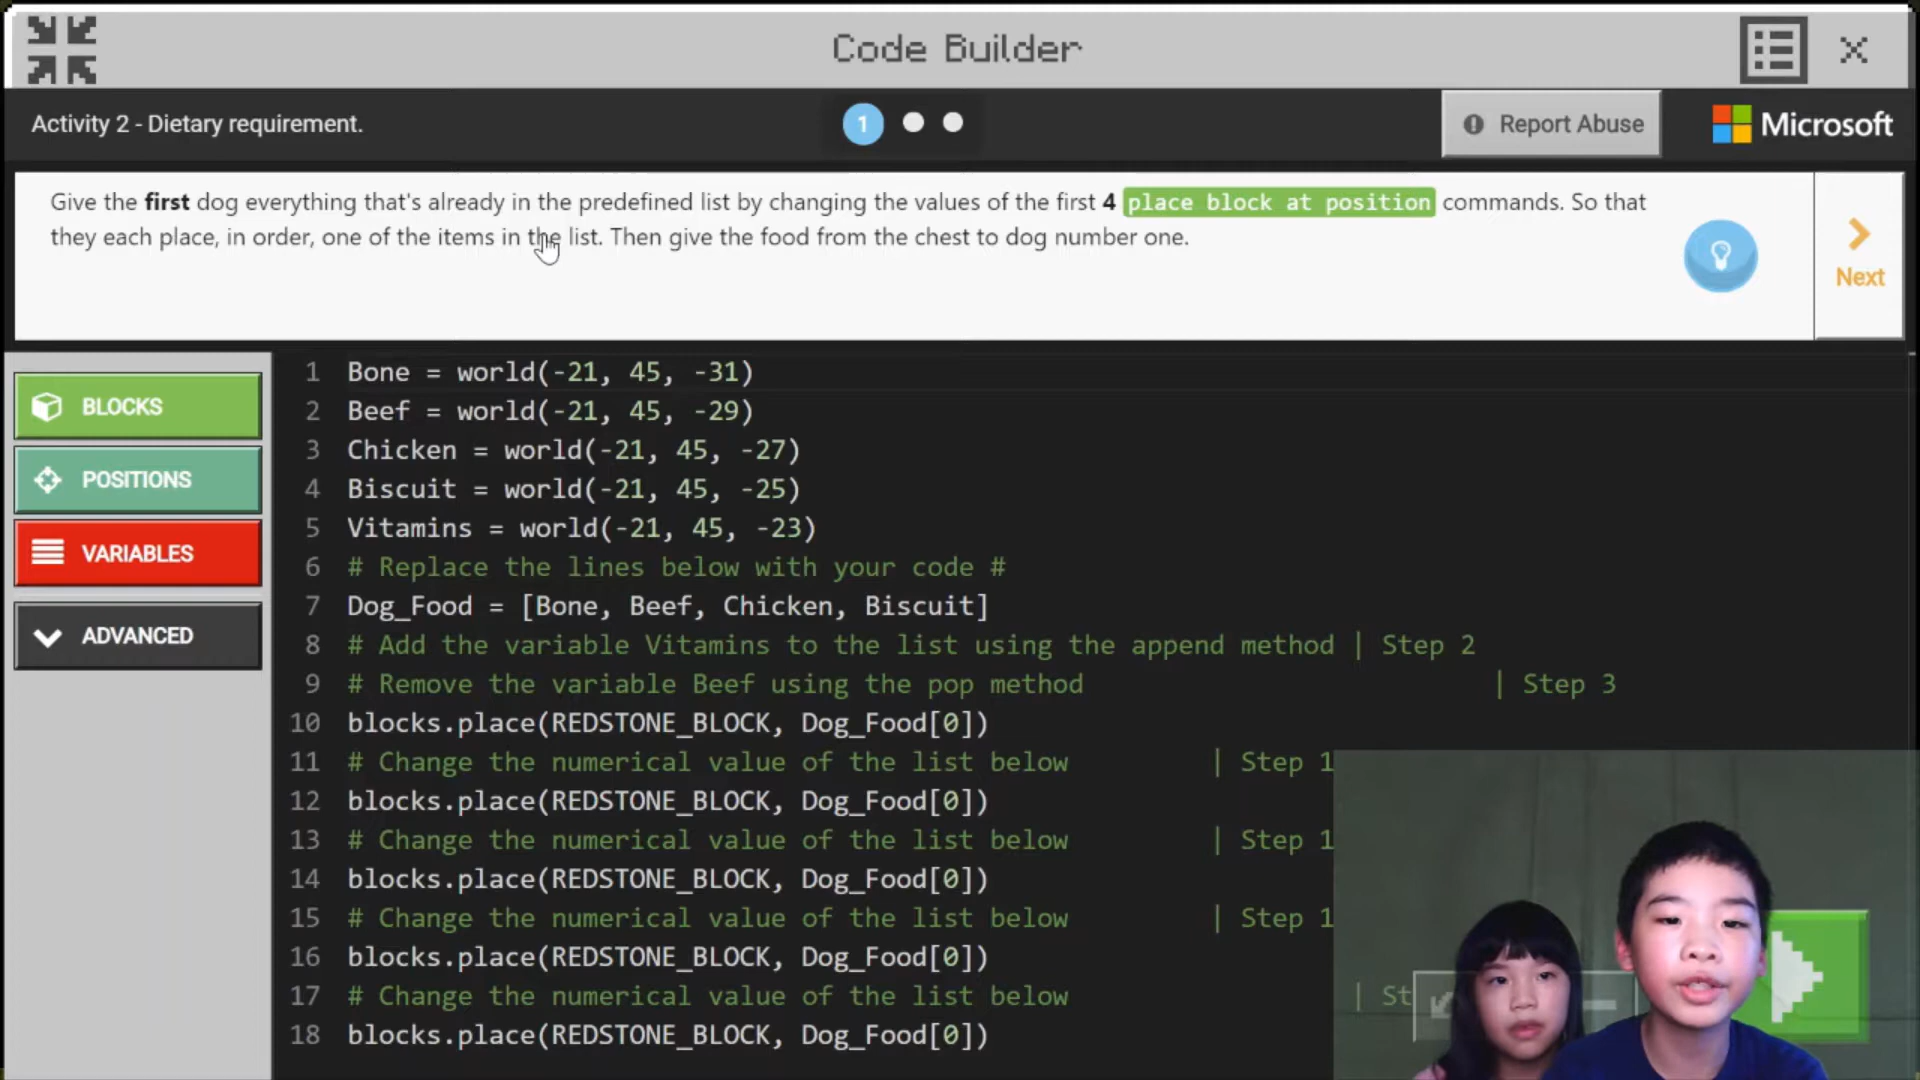 Code Builder
Activity 2 - Dietary requirement.
1
Report Abuse
Microsoft
Give the first dog everything that's already in the predefined list by changing the values of the first 4 place block at position commands. So that
they each place, in order, one of the items in the list. Then give the food from the chest to dog number one.
Next
BLOCKS
POSITIONS
VARIABLES
ADVANCED
1 Bone = world(-21, 45, -31)
2 Beef = world(-21, 45, -29)
3 Chicken = world(-21, 45, -27)
4 Biscuit = world(-21, 45, -25)
5 Vitamins = world(-21, 45, -23)
6 # Replace the lines below with your code #
7 Dog_Food = [Bone, Beef, Chicken, Biscuit]
8 # Add the variable Vitamins to the list using the append method | Step 2
9 # Remove the variable Beef using the pop method | Step 3
10 blocks.place(REDSTONE_BLOCK, Dog_Food[0])
11 # Change the numerical value of the list below | Step 1
12 blocks.place(REDSTONE_BLOCK, Dog_Food[0])
13 # Change the numerical value of the list below | Step 1
14 blocks.place(REDSTONE_BLOCK, Dog_Food[0])
15 # Change the numerical value of the list below | Step 1
16 blocks.place(REDSTONE_BLOCK, Dog_Food[0])
17 # Change the numerical value of the list below | St
18 blocks.place(REDSTONE_BLOCK, Dog_Food[0])